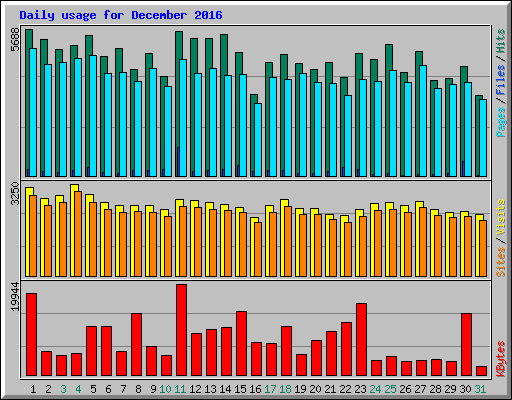 Daily usage for December 2016
5688
Pages / Files / Hits
3250
Sites / Visits
19944
KBytes
1 2 3 4 5 6 7 8 9 10 11 12 13 14 15 16 17 18 19 20 21 22 23 24 25 26 27 28 29 30 31